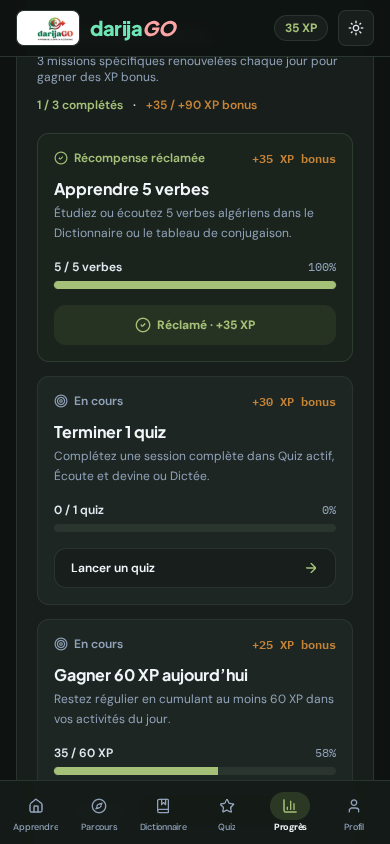 darijaGO
darijaGO
35 XP
3 missions spécifiques renouvelées chaque jour pour
gagner des XP bonus.
1 / 3 complétés · +35 / +90 XP bonus
Récompense réclamée
+35 XP bonus
Apprendre 5 verbes
Étudiez ou écoutez 5 verbes algériens dans le
Dictionnaire ou le tableau de conjugaison.
5 / 5 verbes
100%
Réclamé · +35 XP
En cours
+30 XP bonus
Terminer 1 quiz
Complétez une session complète dans Quiz actif,
Écoute et devine ou Dictée.
0 / 1 quiz
0%
Lancer un quiz
En cours
+25 XP bonus
Gagner 60 XP aujourd’hui
Restez régulier en cumulant au moins 60 XP dans
vos activités du jour.
35 / 60 XP
58%
Apprendre
Parcours
Dictionnaire
Quiz
Progrès
Profil